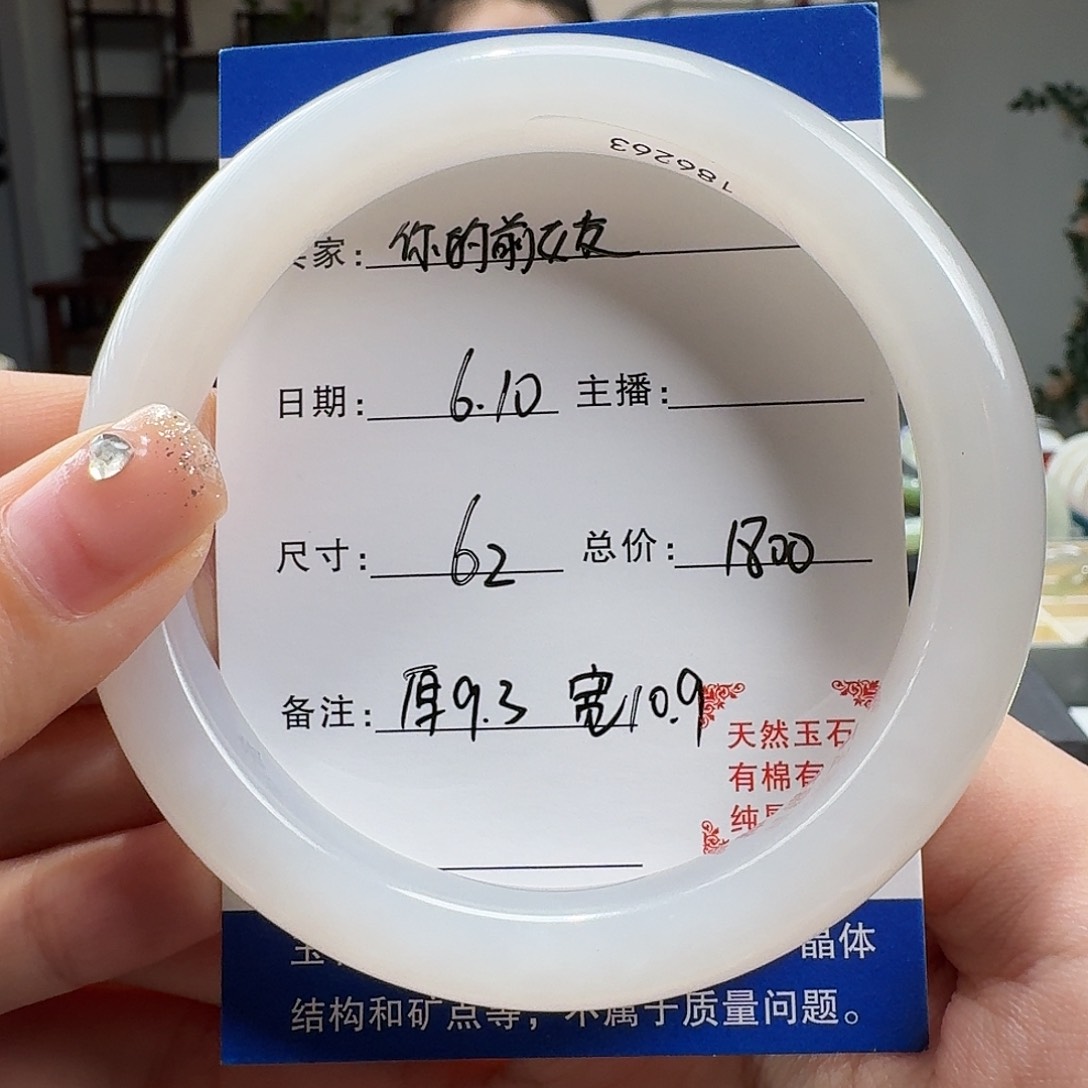 186263
家：你的前女友
日期：6.10 主播：
尺寸：62 总价：1800
备注：厚9.3 宽10.9
天然玉石
有棉有
纯
晶体
结构和矿点等，不属于质量问题。